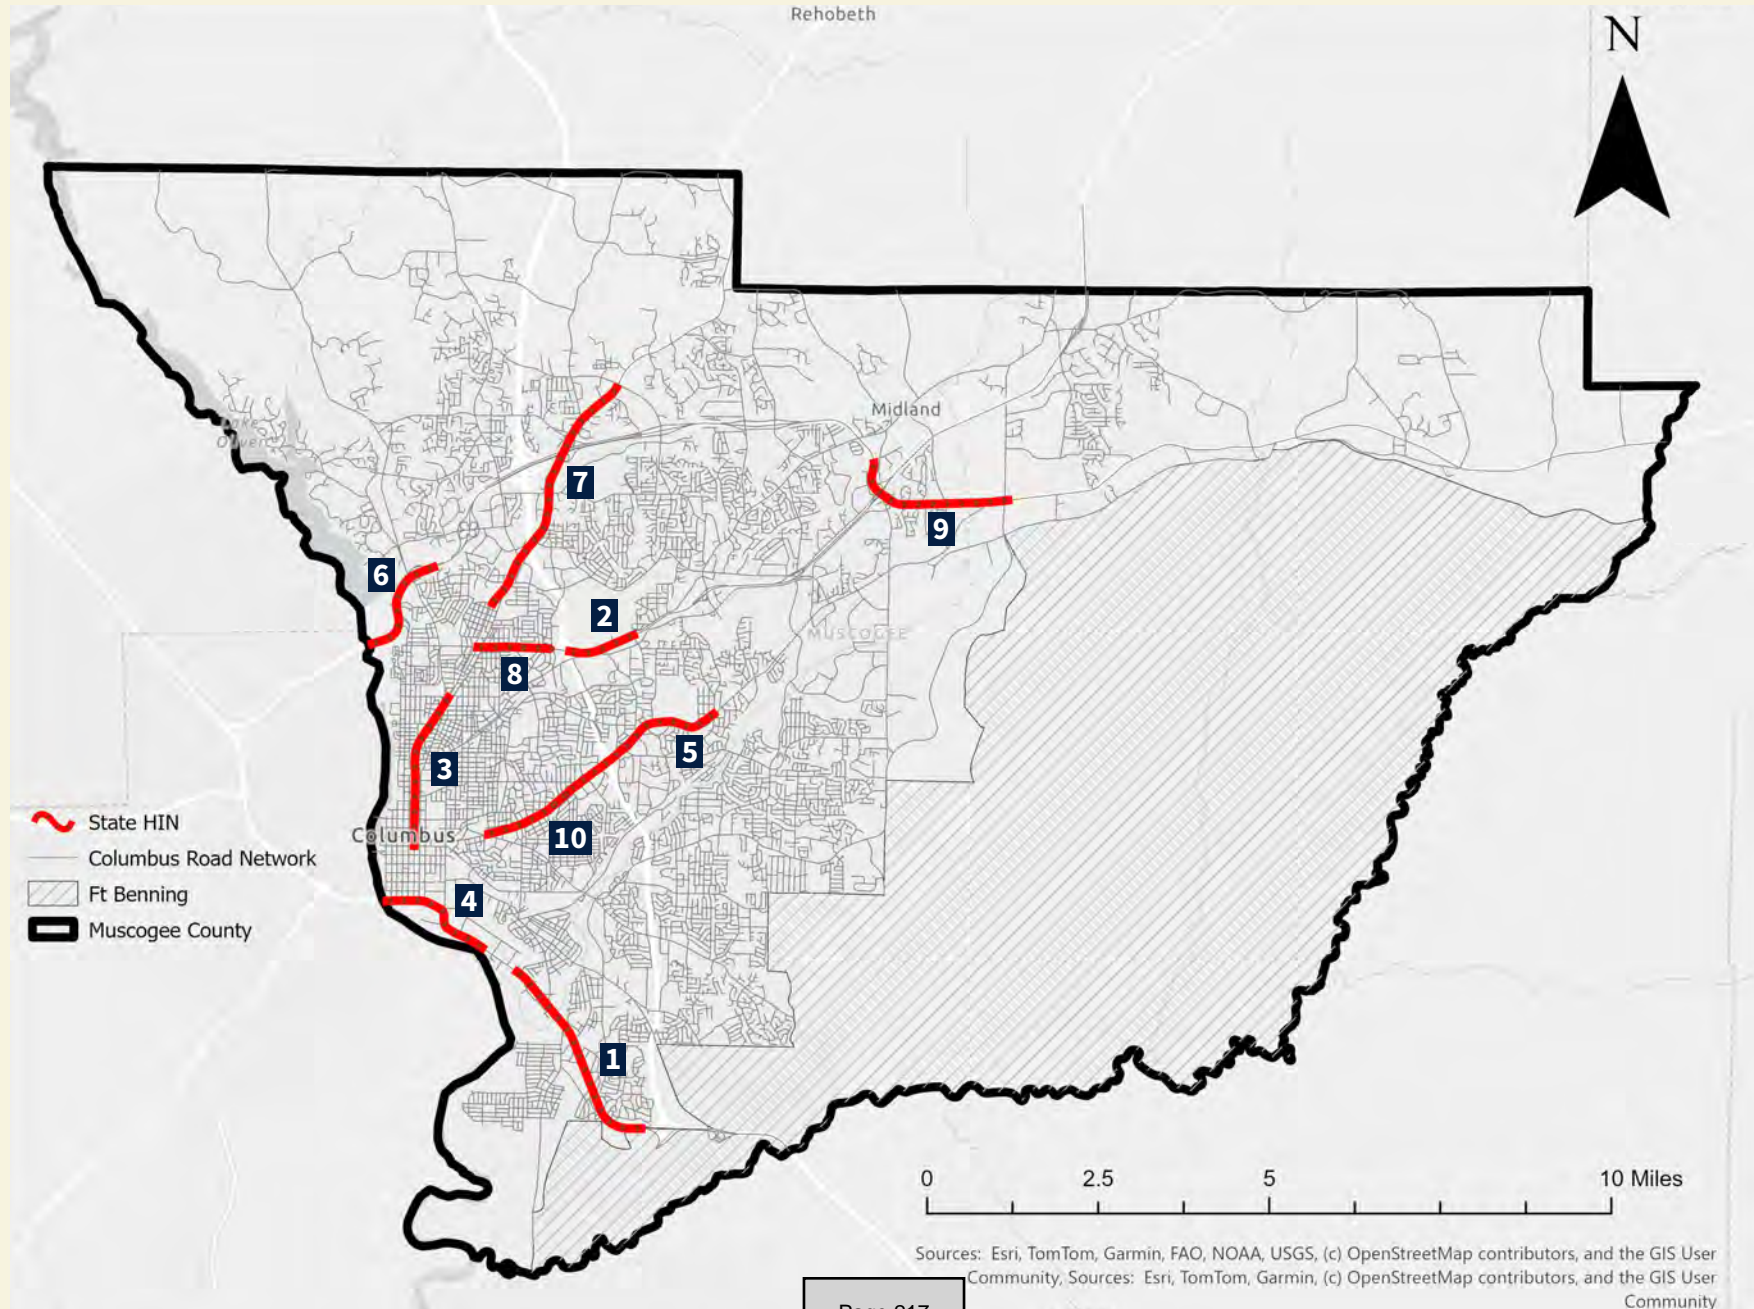 Rehobeth
N
Lake
Oliver
Midland
7
9
6
2
MUSCOGEE
8
5
3
State HIN
Columbus
10
Columbus Road Network
Ft Benning
4
Muscogee County
1
0 2.5 5 10 Miles
Sources: Esri, TomTom, Garmin, FAO, NOAA, USGS, (c) OpenStreetMap contributors, and the GIS User
Community, Sources: Esri, TomTom, Garmin, (c) OpenStreetMap contributors, and the GIS User
Community